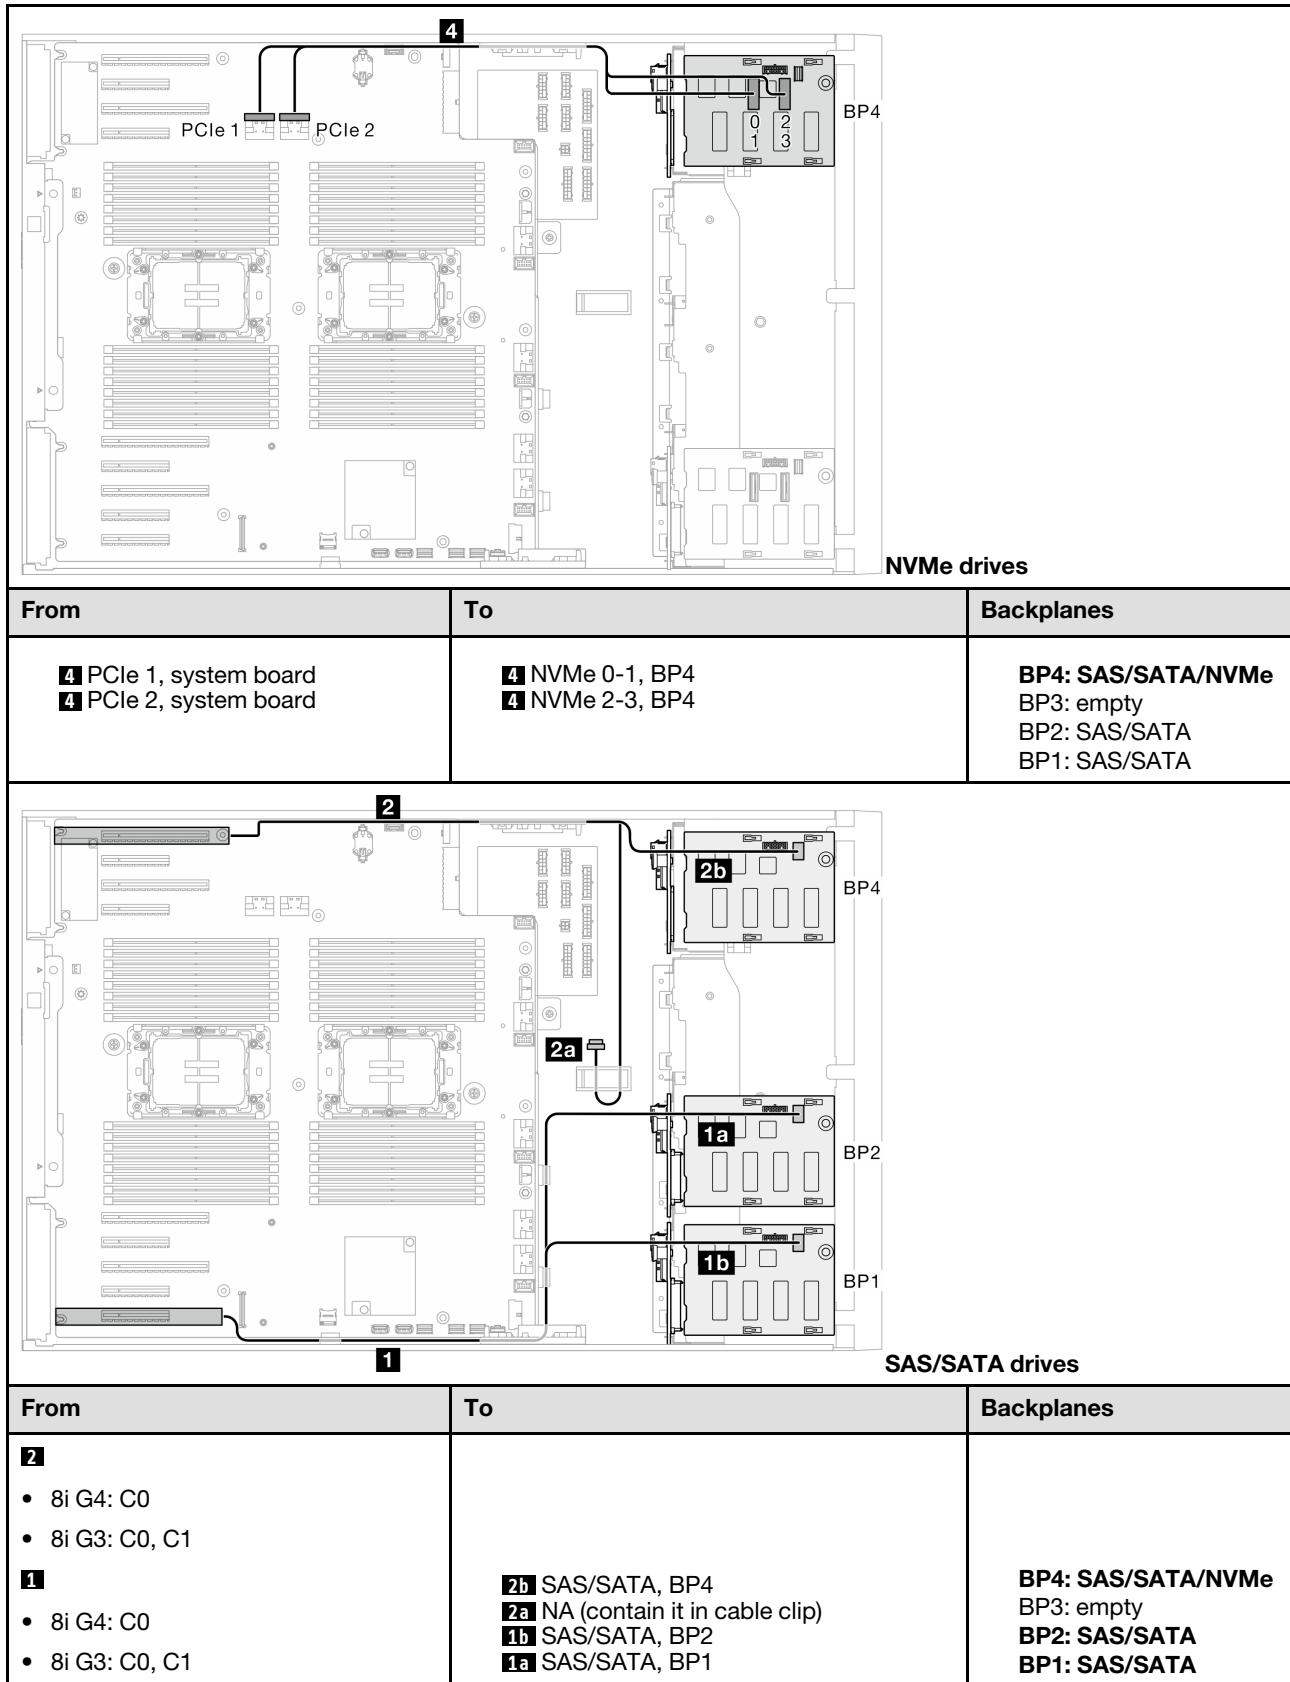 4
PCIe 1
PCIe 2
0 2
1 3
BP4
NVMe drives
From
To
Backplanes
4 PCIe 1, system board
4 PCIe 2, system board
4 NVMe 0-1, BP4
4 NVMe 2-3, BP4
BP4: SAS/SATA/NVMe
BP3: empty
BP2: SAS/SATA
BP1: SAS/SATA
2
2b
BP4
2a
1a
BP2
1b
BP1
1
SAS/SATA drives
From
To
Backplanes
2
• 8i G4: C0
• 8i G3: C0, C1
1
• 8i G4: C0
• 8i G3: C0, C1
2b SAS/SATA, BP4
2a NA (contain it in cable clip)
1b SAS/SATA, BP2
1a SAS/SATA, BP1
BP4: SAS/SATA/NVMe
BP3: empty
BP2: SAS/SATA
BP1: SAS/SATA